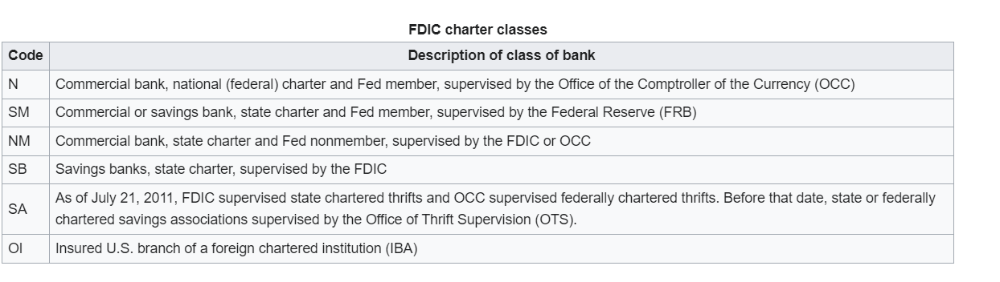 FDIC charter classes
Code Description of class of bank
N Commercial bank, national (federal) charter and Fed member, supervised by the Office of the Comptroller of the Currency (OCC)
SM Commercial or savings bank, state charter and Fed member, supervised by the Federal Reserve (FRB)
NM Commercial bank, state charter and Fed nonmember, supervised by the FDIC or OCC
SB Savings banks, state charter, supervised by the FDIC
SA As of July 21, 2011, FDIC supervised state chartered thrifts and OCC supervised federally chartered thrifts. Before that date, state or federally
chartered savings associations supervised by the Office of Thrift Supervision (OTS).
OI Insured U.S. branch of a foreign chartered institution (IBA)